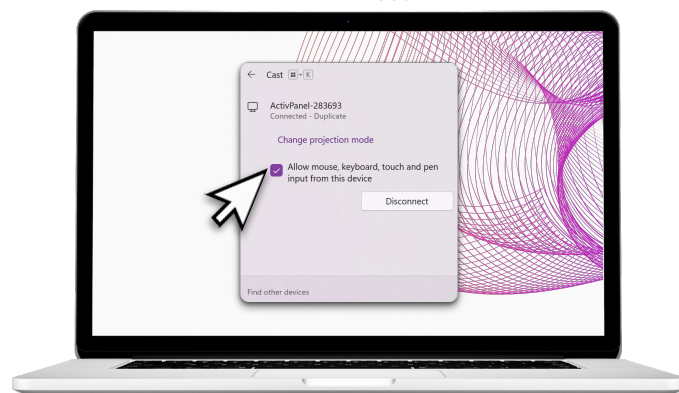 Cast + K
ActivPanel-283693
Connected - Duplicate
Change projection mode
Allow mouse, keyboard, touch and pen
input from this device
Disconnect
Find other devices